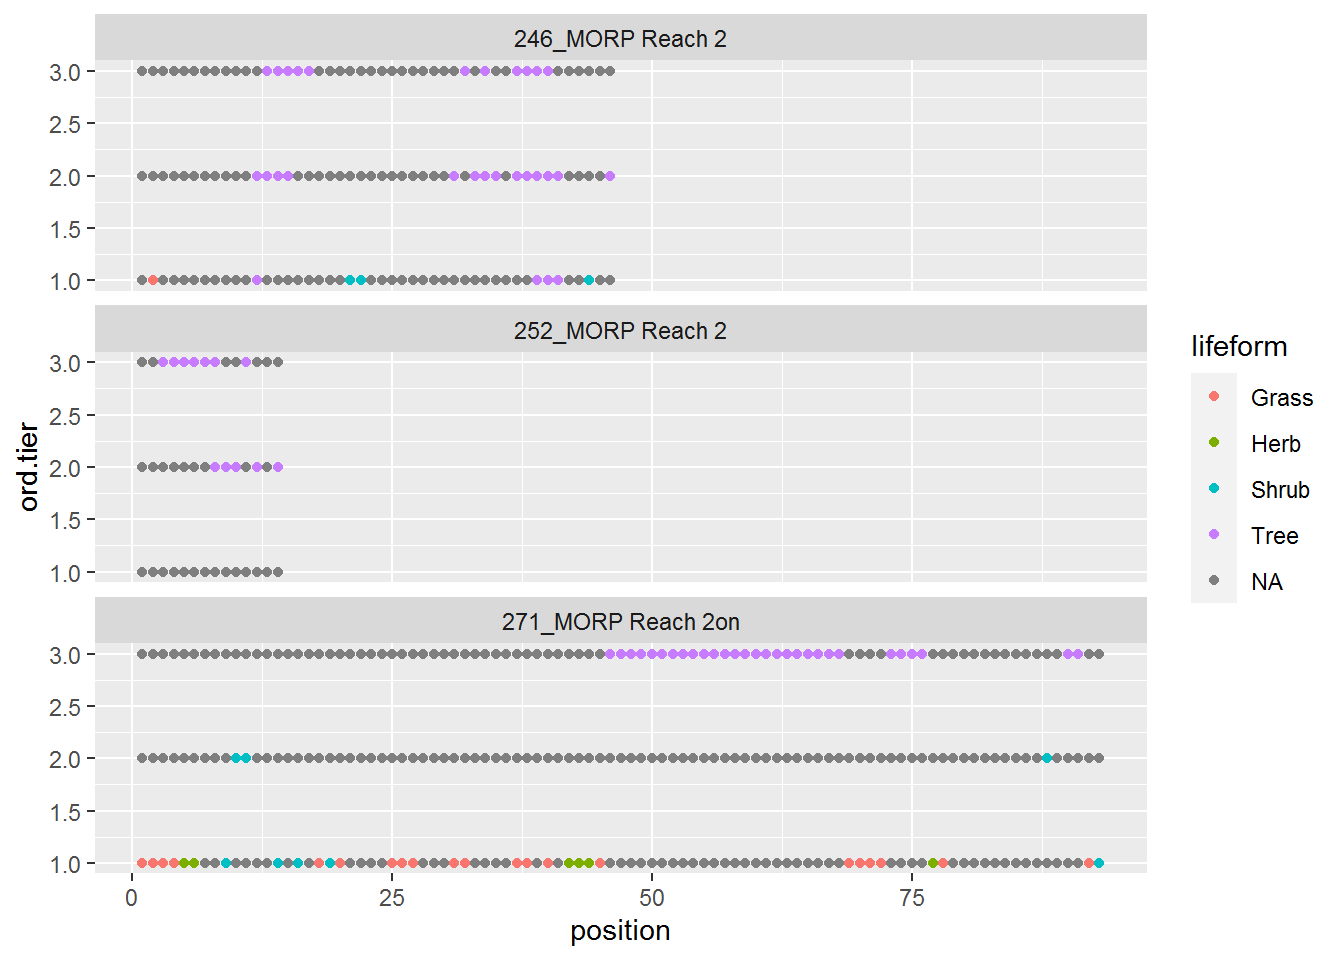 246_MORP Reach 2
3.0
2.5
2.0
1.5
1.0
252_MORP Reach 2
3.0
2.5
2.0
1.5
1.0
271_MORP Reach 2on
3.0
2.5
2.0
1.5
1.0
0 25 50 75
position
ord.tier
lifeform
Grass
Herb
Shrub
Tree
NA